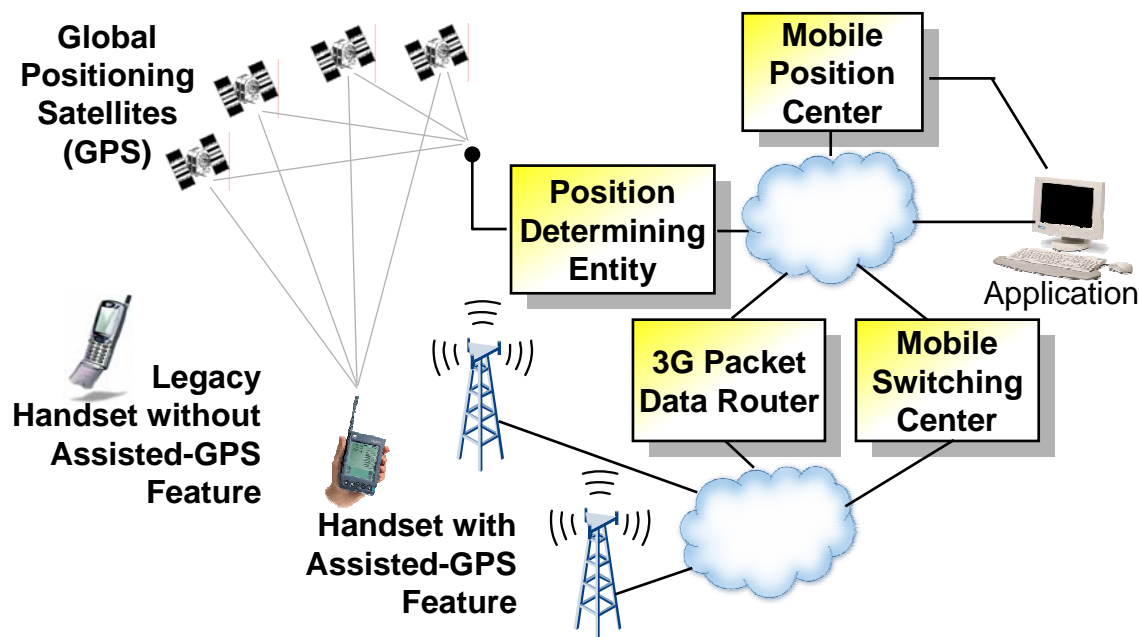 Global
Positioning
Satellites
(GPS)
Mobile
Position
Center
Position
Determining
Entity
Application
3G Packet
Data Router
Mobile
Switching
Center
Legacy
Handset without
Assisted-GPS
Feature
Handset with
Assisted-GPS
Feature